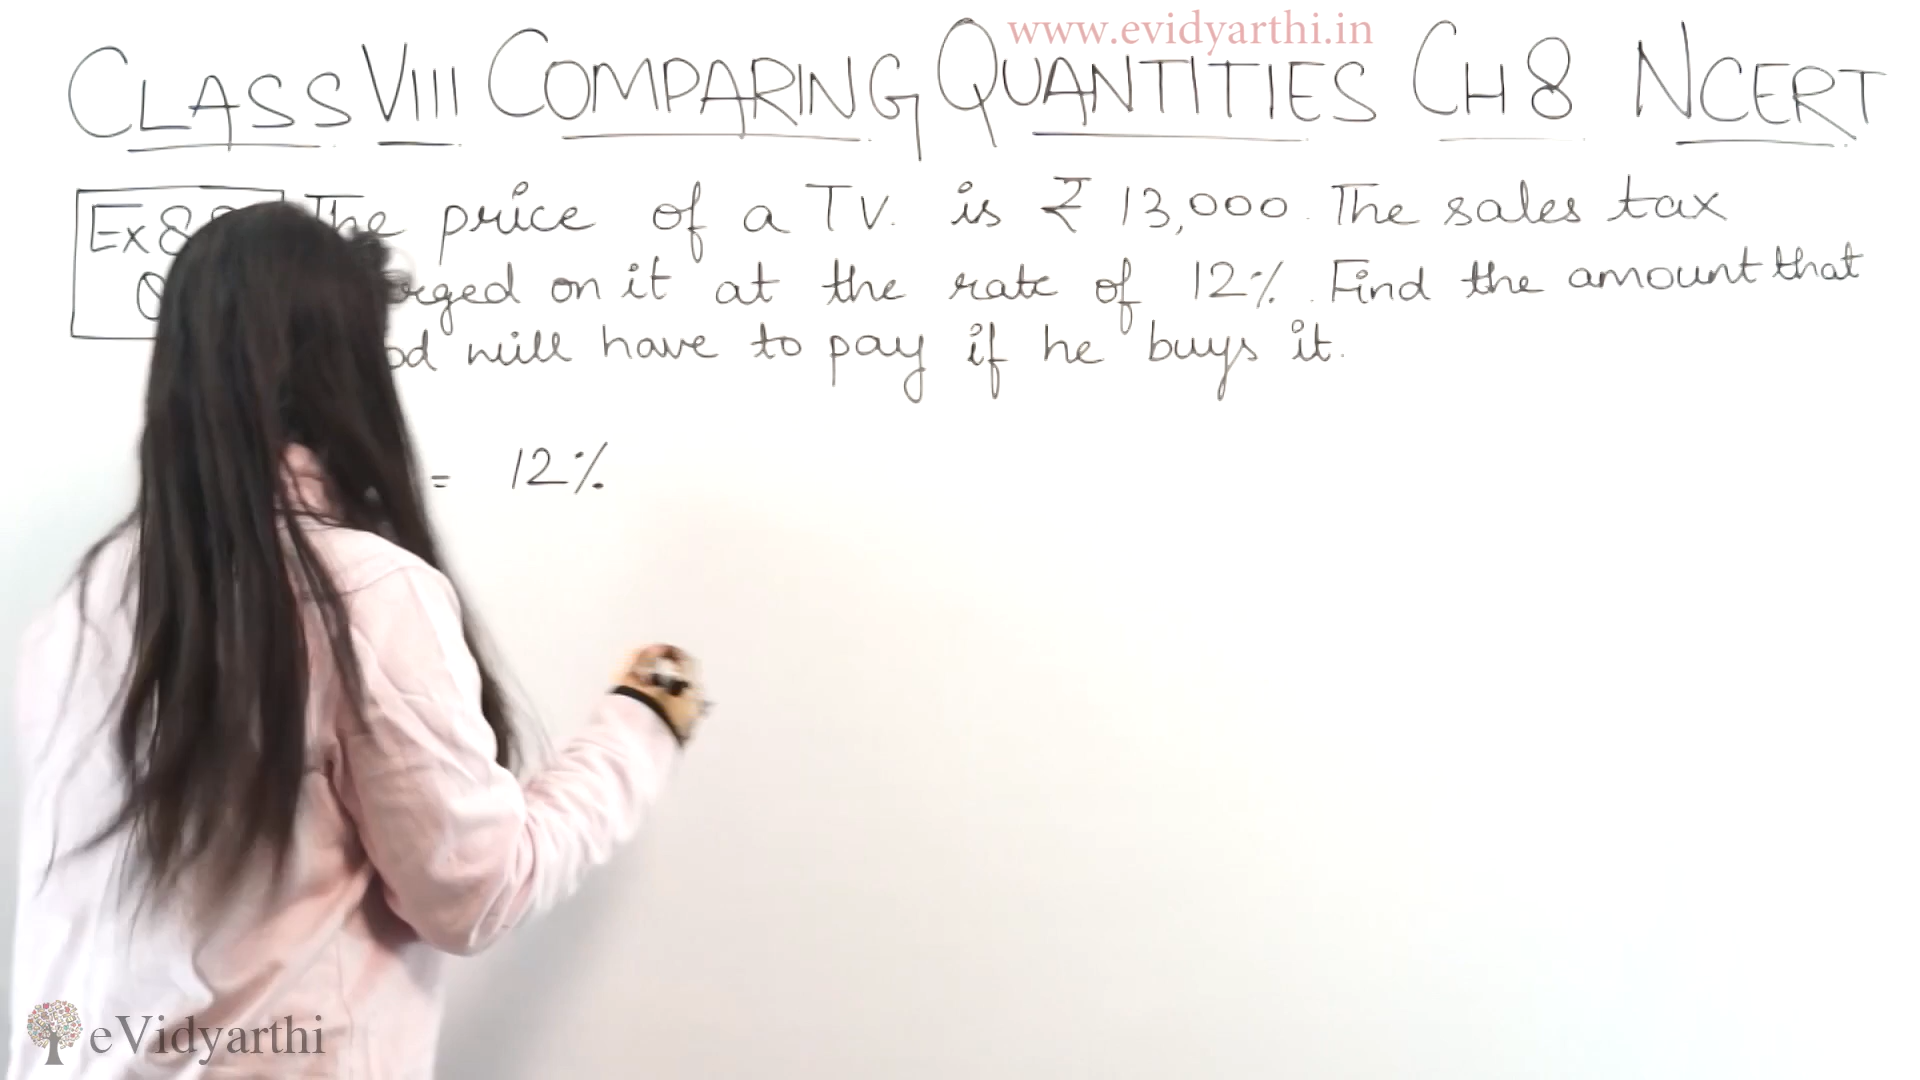 www.evidyarthi.in
CLASS VIII COMPARING QUANTITIES CH 8 NCERT
The price of a TV. is ₹ 13,000. The sales tax
on it at the rate of 12%. Find the amount that
will have to pay if he buys it.
= 12%
eVidyarthi